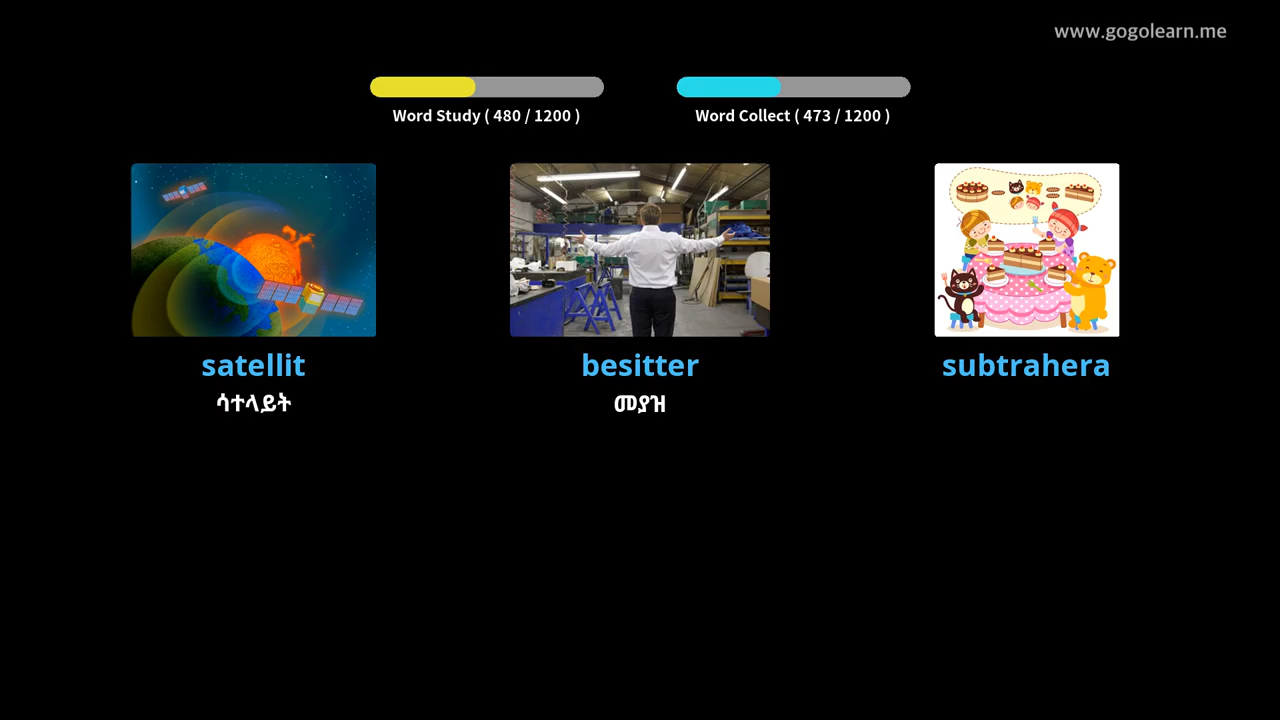 www.gogolearn.me
Word Study ( 480 / 1200 )
Word Collect ( 473 / 1200 )
satellit
besitter
subtrahera
ሳተላይት
መያዝ